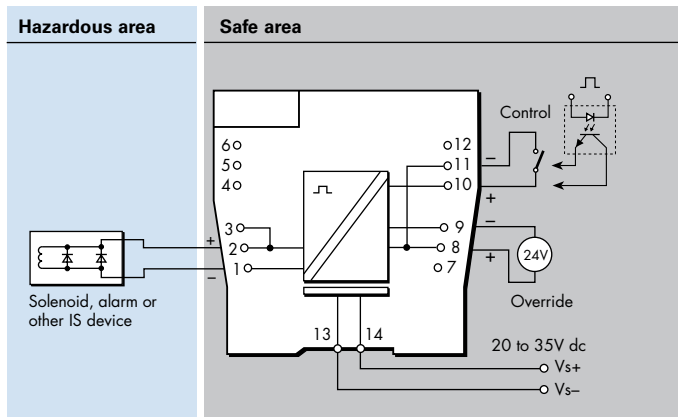 Hazardous area
Safe area
Control
6
5
4
3
2
1
12
11
10
9
8
7
–
+
–
+
+
–
24V
Override
Solenoid, alarm or
other IS device
13
14
20 to 35V dc
Vs+
Vs–